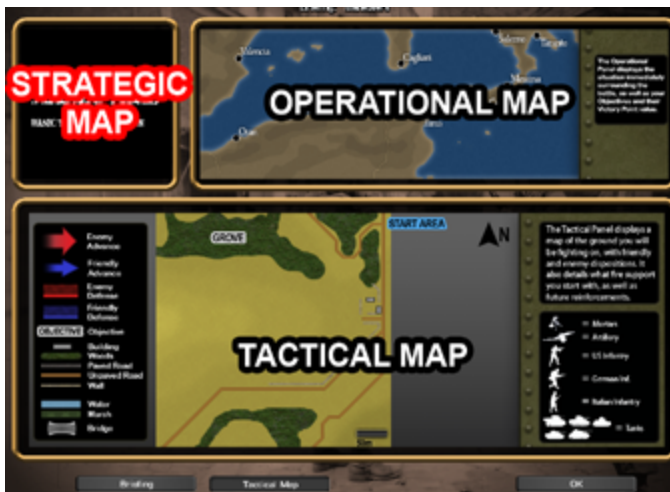 STRATEGIC
MAP
OPERATIONAL MAP
Valencia
Cagliari
Salerno
Taranto
Messina
Oran
Tunis
The Operational
Panel displays the
situation immediately
surrounding the
battle, as well as your
Objectives and their
Victory Point value.
Enemy
Advance
Friendly
Advance
Enemy
Defense
Friendly
Defense
OBJECTIVE Objective
Building
Woods
Paved Road
Unpaved Road
Wall
Water
Marsh
Bridge
GROVE
START AREA
N
TACTICAL MAP
The Tactical Panel displays a
map of the ground you will
be fighting on, with friendly
and enemy dispositions. It
also details what fire support
you start with, as well as
future reinforcements.
= Mortars
= Artillery
= US Infantry
= German Inf.
= Italian Infantry
= Tanks
Briefing
Tactical Map
OK